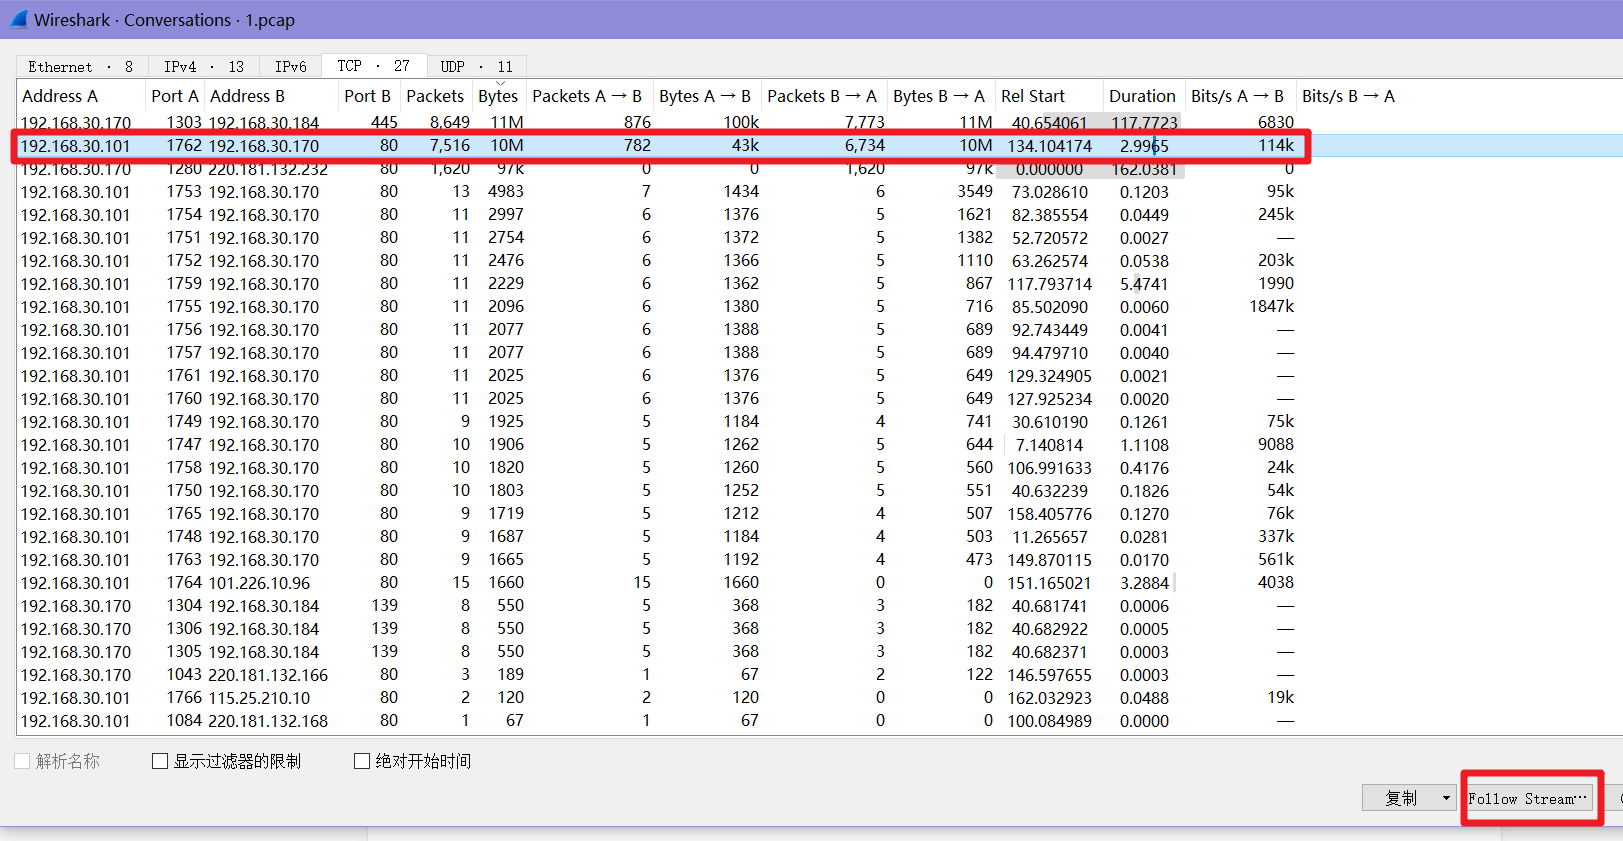 Wireshark · Conversations · 1.pcap
Ethernet · 8 IPv4 · 13 IPv6 TCP · 27 UDP · 11
Address A Port A Address B Port B Packets Bytes Packets A → B Bytes A → B Packets B → A Bytes B → A Rel Start Duration Bits/s A → B Bits/s B → A
192.168.30.170 1303 192.168.30.184 445 8,649 11M 876 100k 7,773 11M 40.654061 117.7723 6830
192.168.30.101 1762 192.168.30.170 80 7,516 10M 782 43k 6,734 10M 134.104174 2.9965 114k
192.168.30.170 1280 220.181.132.232 80 1,620 97k 0 0 1,620 97k 0.000000 162.0381 0
192.168.30.101 1753 192.168.30.170 80 13 4983 7 1434 6 3549 73.028610 0.1203 95k
192.168.30.101 1754 192.168.30.170 80 11 2997 6 1376 5 1621 82.385554 0.0449 245k
192.168.30.101 1751 192.168.30.170 80 11 2754 6 1372 5 1382 52.720572 0.0027 —
192.168.30.101 1752 192.168.30.170 80 11 2476 6 1366 5 1110 63.262574 0.0538 203k
192.168.30.101 1759 192.168.30.170 80 11 2229 6 1362 5 867 117.793714 5.4741 1990
192.168.30.101 1755 192.168.30.170 80 11 2096 6 1380 5 716 85.502090 0.0060 1847k
192.168.30.101 1756 192.168.30.170 80 11 2077 6 1388 5 689 92.743449 0.0041 —
192.168.30.101 1757 192.168.30.170 80 11 2077 6 1388 5 689 94.479710 0.0040 —
192.168.30.101 1761 192.168.30.170 80 11 2025 6 1376 5 649 129.324905 0.0021 —
192.168.30.101 1760 192.168.30.170 80 11 2025 6 1376 5 649 127.925234 0.0020 —
192.168.30.101 1749 192.168.30.170 80 9 1925 5 1184 4 741 30.610190 0.1261 75k
192.168.30.101 1747 192.168.30.170 80 10 1906 5 1262 5 644 7.140814 1.1108 9088
192.168.30.101 1758 192.168.30.170 80 10 1820 5 1260 5 560 106.991633 0.4176 24k
192.168.30.101 1750 192.168.30.170 80 10 1803 5 1252 5 551 40.632239 0.1826 54k
192.168.30.101 1765 192.168.30.170 80 9 1719 5 1212 4 507 158.405776 0.1270 76k
192.168.30.101 1748 192.168.30.170 80 9 1687 5 1184 4 503 11.265657 0.0281 337k
192.168.30.101 1763 192.168.30.170 80 9 1665 5 1192 4 473 149.870115 0.0170 561k
192.168.30.101 1764 101.226.10.96 80 15 1660 15 1660 0 0 151.165021 3.2884 4038
192.168.30.170 1304 192.168.30.184 139 8 550 5 368 3 182 40.681741 0.0006 —
192.168.30.170 1306 192.168.30.184 139 8 550 5 368 3 182 40.682922 0.0005 —
192.168.30.170 1305 192.168.30.184 139 8 550 5 368 3 182 40.682371 0.0003 —
192.168.30.170 1043 220.181.132.166 80 3 189 1 67 2 122 146.597655 0.0003 —
192.168.30.101 1766 115.25.210.10 80 2 120 2 120 0 0 162.032923 0.0488 19k
192.168.30.101 1084 220.181.132.168 80 1 67 1 67 0 0 100.084989 0.0000 —
解析名称 显示过滤器的限制 绝对开始时间
复制 Follow Stream…